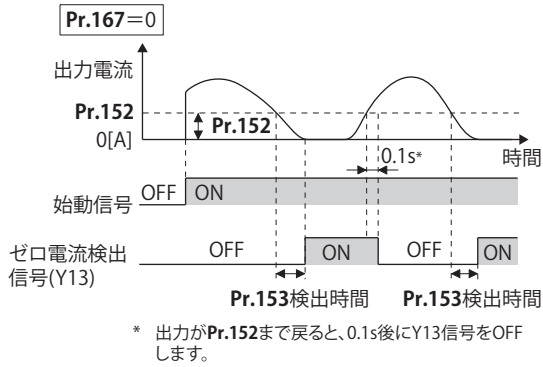 Pr.167=0
出力電流
Pr.152
Pr.152
0[A]
0.1s*
時間
始動信号
OFF
ON
ゼロ電流検出
信号(Y13)
OFF
ON
OFF
ON
Pr.153検出時間
Pr.153検出時間
* 出力がPr.152まで戻ると、0.1s後にY13信号をOFF
します。